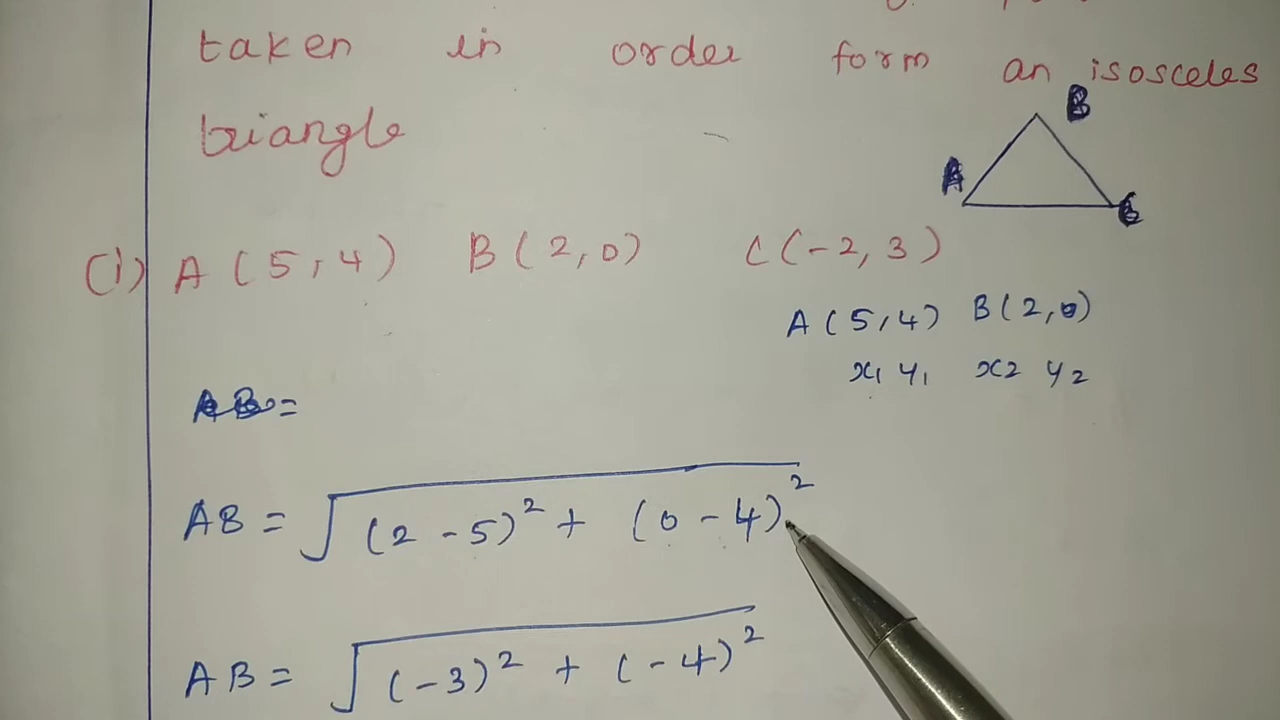 taken in order form an isosceles
triangle
B
A
C
(i) A (5,4) B(2,0) C(-2,3)
A(5,4) B(2,0)
x₁ y₁ x2 y₂
AB=
AB = √(2-5)² + (0-4)²
AB = √(-3)² + (-4)²